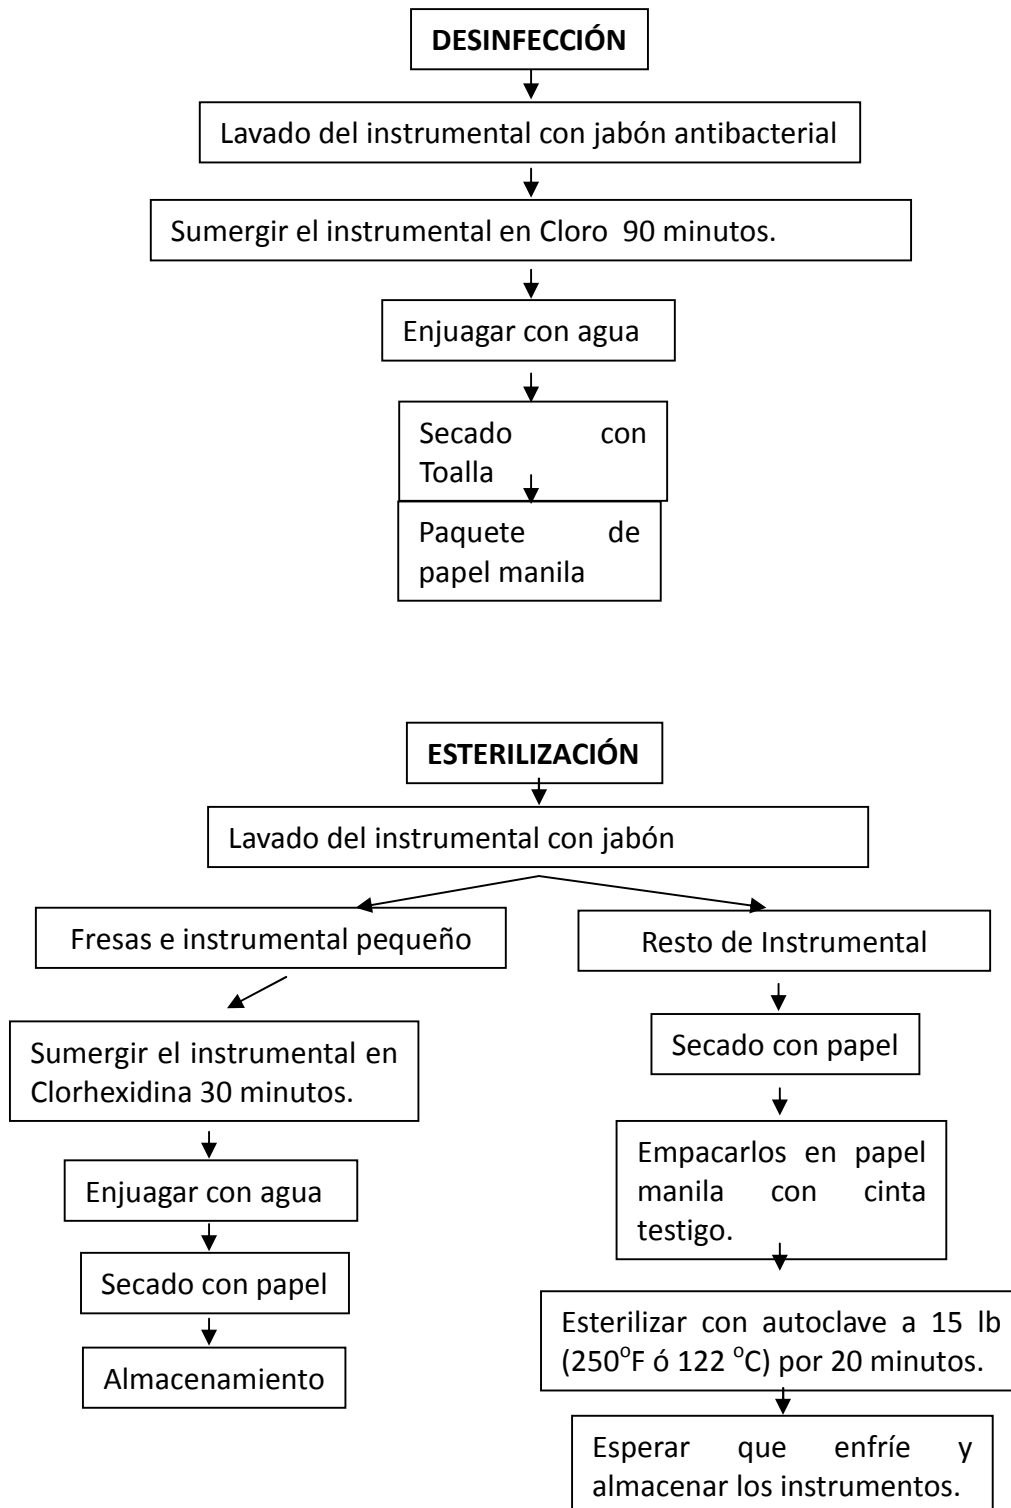 DESINFECCIÓN
Lavado del instrumental con jabón antibacterial
Sumergir el instrumental en Cloro  90 minutos.
Enjuagar con agua
Secado con
Toalla
Paquete de
papel manila
ESTERILIZACIÓN
Lavado del instrumental con jabón
Fresas e instrumental pequeño
Resto de Instrumental
Sumergir el instrumental en
Clorhexidina 30 minutos.
Enjuagar con agua
Secado con papel
Almacenamiento
Secado con papel
Empacarlos en papel
manila con cinta
testigo.
Esterilizar con autoclave a 15 lb
(250°F ó 122 °C) por 20 minutos.
Esperar que enfríe y
almacenar los instrumentos.